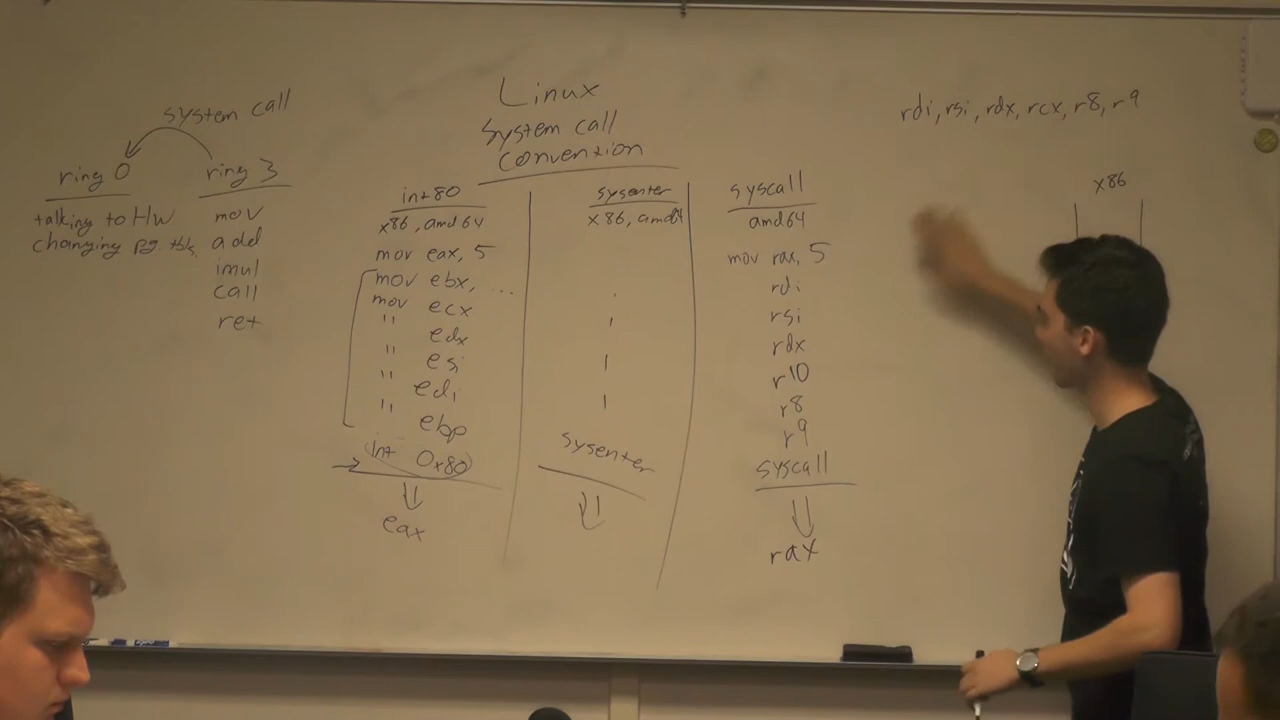 Linux
System call
Convention
system call
ring 0
talking to HW
changing pg tbls
ring 3
mov
add
imul
call
ret
int 80
x86, amd64
mov eax, 5
mov ebx, ...
mov ecx
" edx
" esi
" edi
" ebp
int 0x80
eax
sysenter
x86, amd64
sysenter
syscall
amd64
mov rax, 5
rdi
rsi
rdx
r10
r8
r9
syscall
rax
rdi, rsi, rdx, rcx, r8, r9
x86